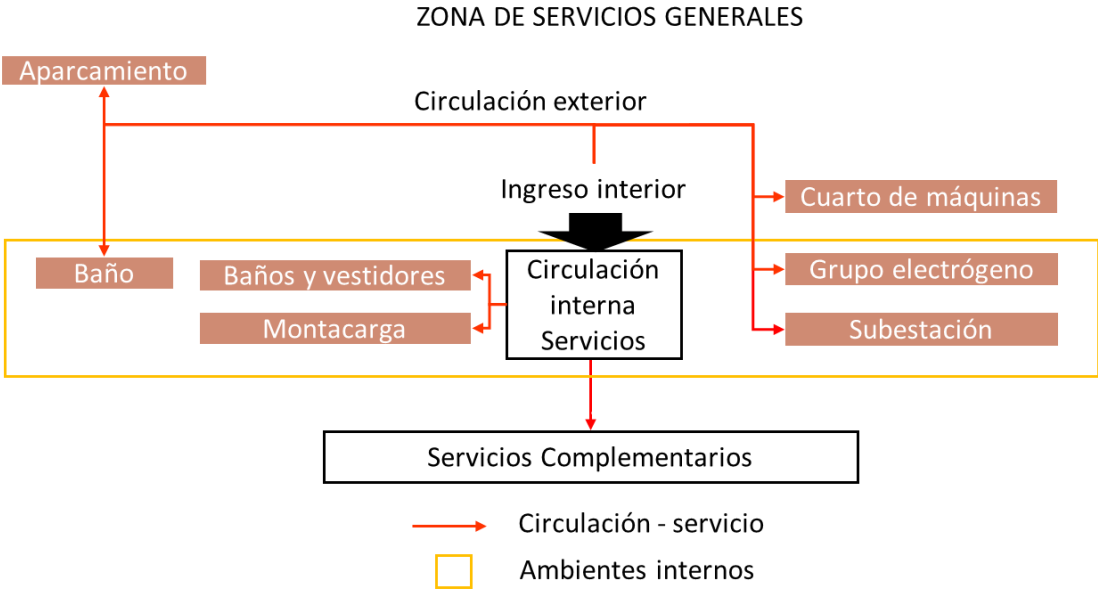 ZONA DE SERVICIOS GENERALES
Aparcamiento
Circulación exterior
Ingreso interior
Cuarto de máquinas
Baño
Baños y vestidores
Montacarga
Circulación
interna
Servicios
Grupo electrógeno
Subestación
Servicios Complementarios
Circulación - servicio
Ambientes internos